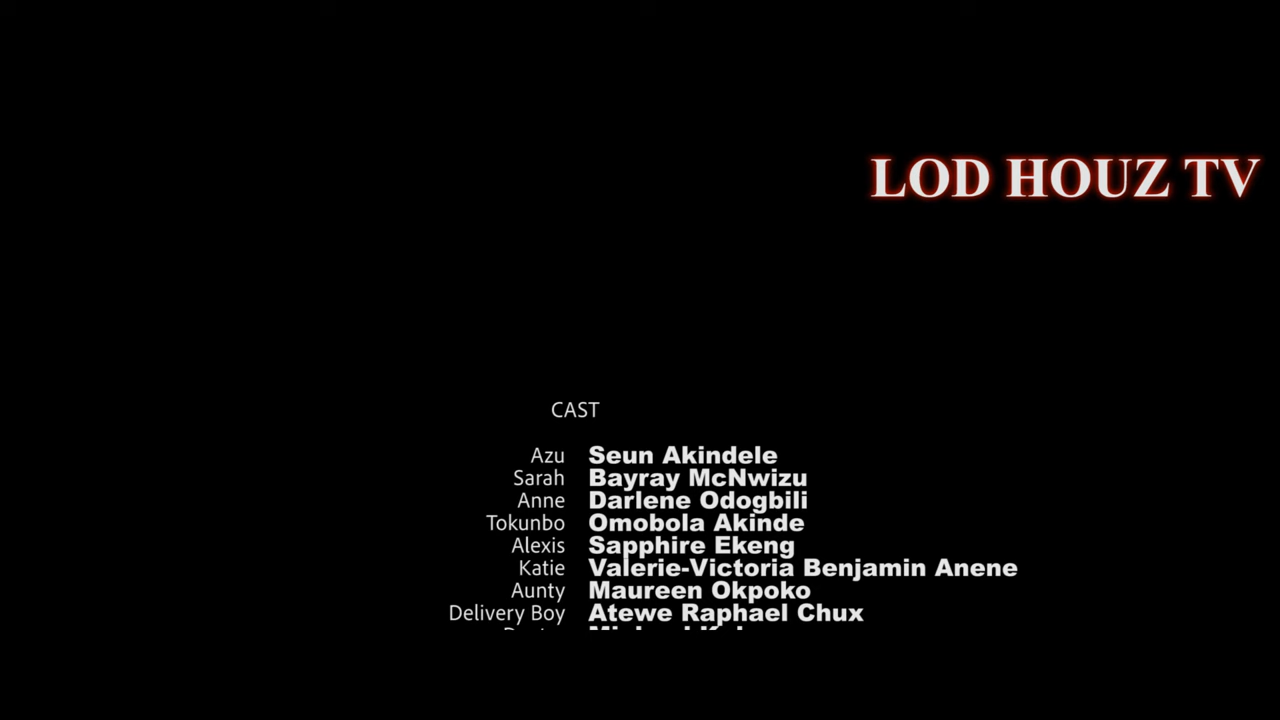 LOD HOUZ TV
CAST
Azu Seun Akindele
Sarah Bayray McNwizu
Anne Darlene Odogbili
Tokunbo Omobola Akinde
Alexis Sapphire Ekeng
Katie Valerie-Victoria Benjamin Anene
Aunty Maureen Okpoko
Delivery Boy Atewe Raphael Chux